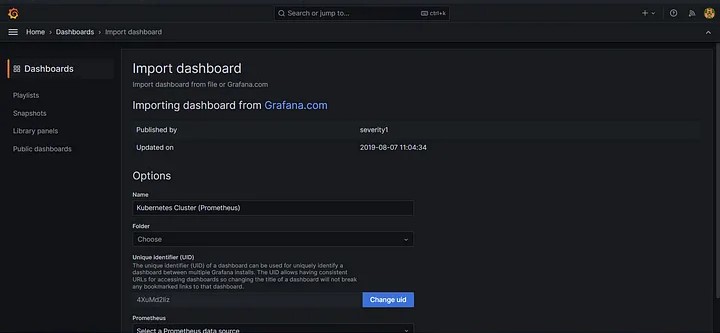 Search or jump to...
ctrl+k
Home > Dashboards > Import dashboard
Dashboards
Playlists
Snapshots
Library panels
Public dashboards
Import dashboard
Import dashboard from file or Grafana.com
Importing dashboard from Grafana.com
Published by severity1
Updated on 2019-08-07 11:04:34
Options
Name
Kubernetes Cluster (Prometheus)
Folder
Choose
Unique identifier (UID)
The unique identifier (UID) of a dashboard can be used for uniquely identify a
dashboard between multiple Grafana installs. The UID allows having consistent
URLs for accessing dashboards so changing the title of a dashboard will not break
any bookmarked links to that dashboard.
Change uid
Prometheus
Select a Prometheus data source